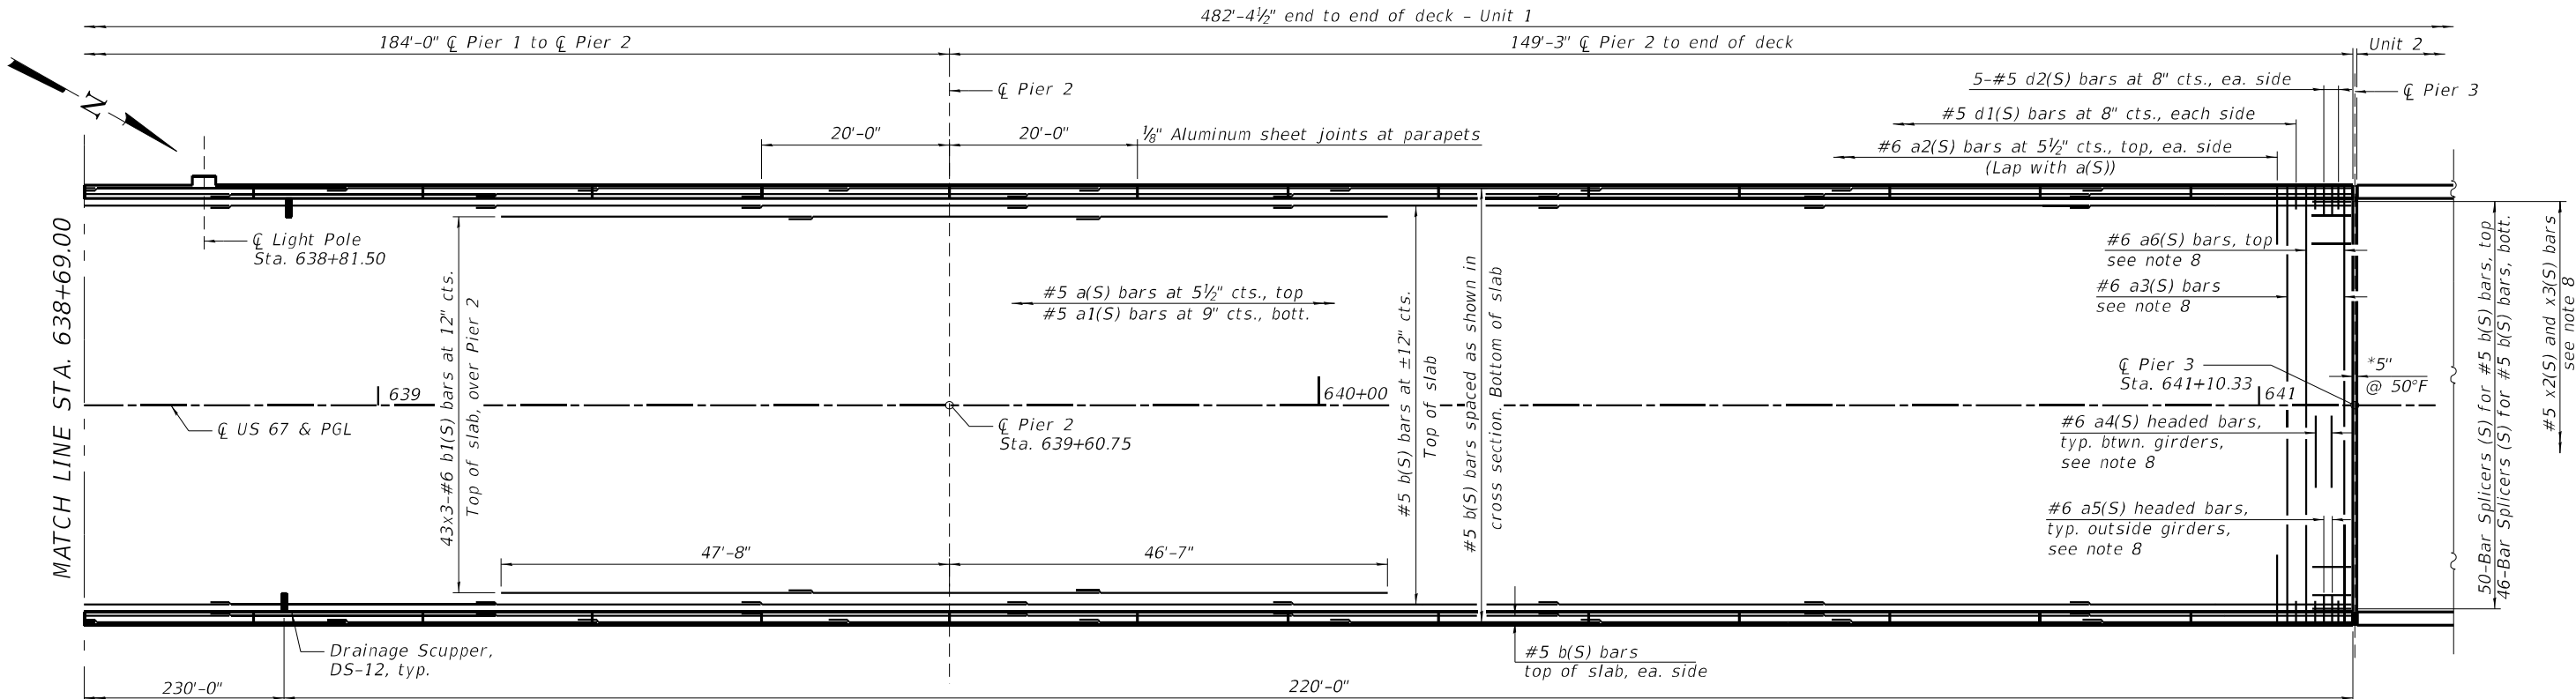 482'-4½" end to end of deck - Unit 1
184'-0" ℄ Pier 1 to ℄ Pier 2
149'-3" ℄ Pier 2 to end of deck
Unit 2
N
℄ Pier 2
5-#5 d2(S) bars at 8" cts., ea. side
℄ Pier 3
#5 d1(S) bars at 8" cts., each side
20'-0"
20'-0"
⅛" Aluminum sheet joints at parapets
#6 a2(S) bars at 5½" cts., top, ea. side
(Lap with a(S))
MATCH LINE STA. 638+69.00
℄ Light Pole
Sta. 638+81.50
43x3-#6 b1(S) bars at 12" cts.
Top of slab, over Pier 2
#5 a(S) bars at 5½" cts., top
#5 a1(S) bars at 9" cts., bott.
#5 b(S) bars at ±12" cts.
Top of slab
#5 b(S) bars spaced as shown in
cross section. Bottom of slab
#6 a6(S) bars, top
see note 8
#6 a3(S) bars
see note 8
50-Bar Splicers (S) for #5 b(S) bars, top
46-Bar Splicers (S) for #5 b(S) bars, bott.
#5 x2(S) and x3(S) bars
see note 8
℄ Pier 3
Sta. 641+10.33
*5"
@ 50°F
639
640+00
641
℄ US 67 & PGL
℄ Pier 2
Sta. 639+60.75
#6 a4(S) headed bars,
typ. btwn. girders,
see note 8
#6 a5(S) headed bars,
typ. outside girders,
see note 8
47'-8"
46'-7"
Drainage Scupper,
DS-12, typ.
#5 b(S) bars
top of slab, ea. side
230'-0"
220'-0"